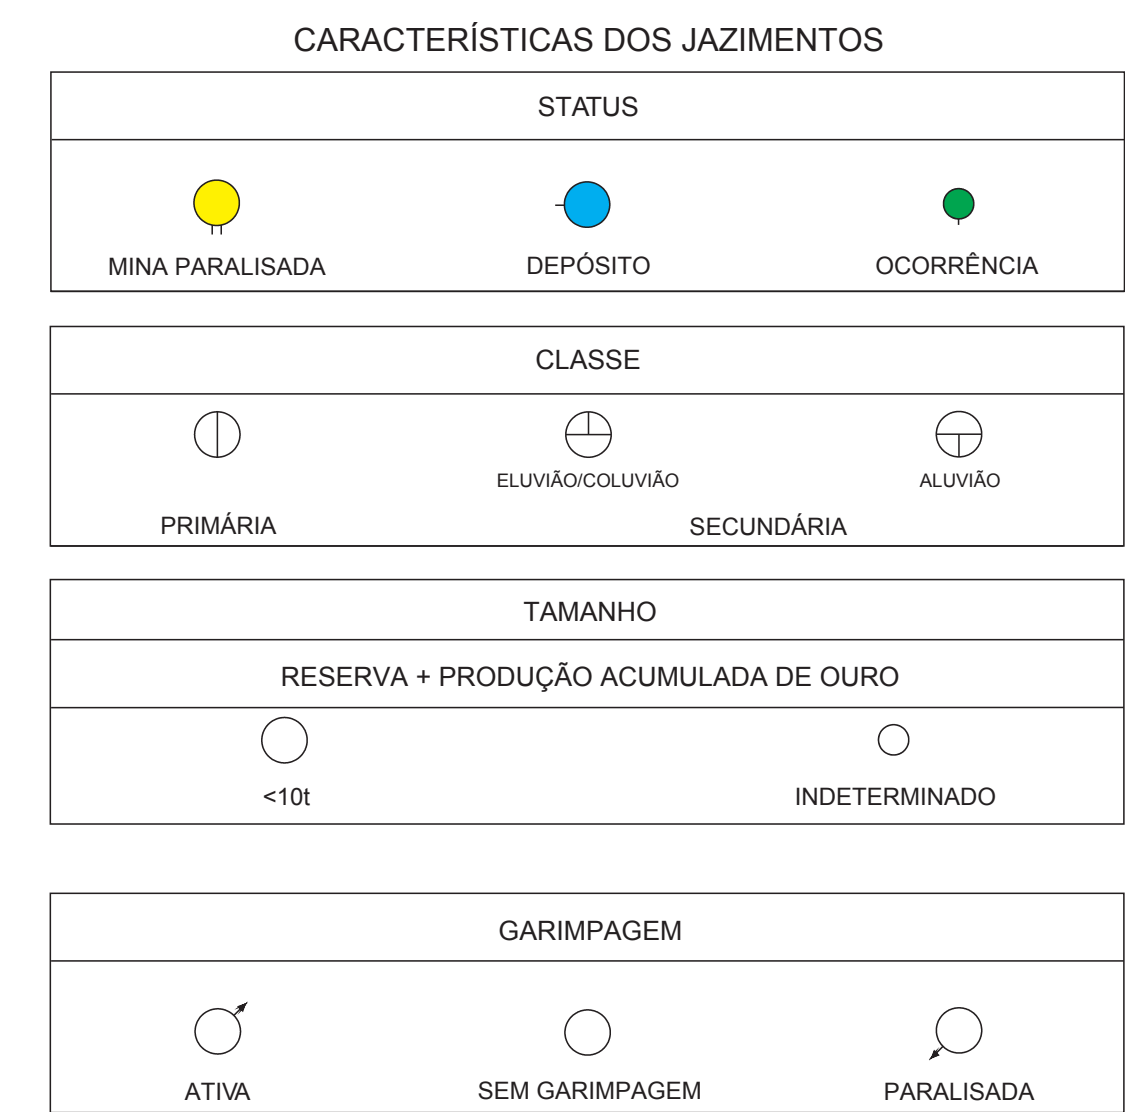 CARACTERÍSTICAS DOS JAZIMENTOS
STATUS
MINA PARALISADA
DEPÓSITO
OCORRÊNCIA
CLASSE
ELUVIÃO/COLUVIÃO
ALUVIÃO
PRIMÁRIA
SECUNDÁRIA
TAMANHO
RESERVA + PRODUÇÃO ACUMULADA DE OURO
<10t
INDETERMINADO
GARIMPAGEM
ATIVA
SEM GARIMPAGEM
PARALISADA